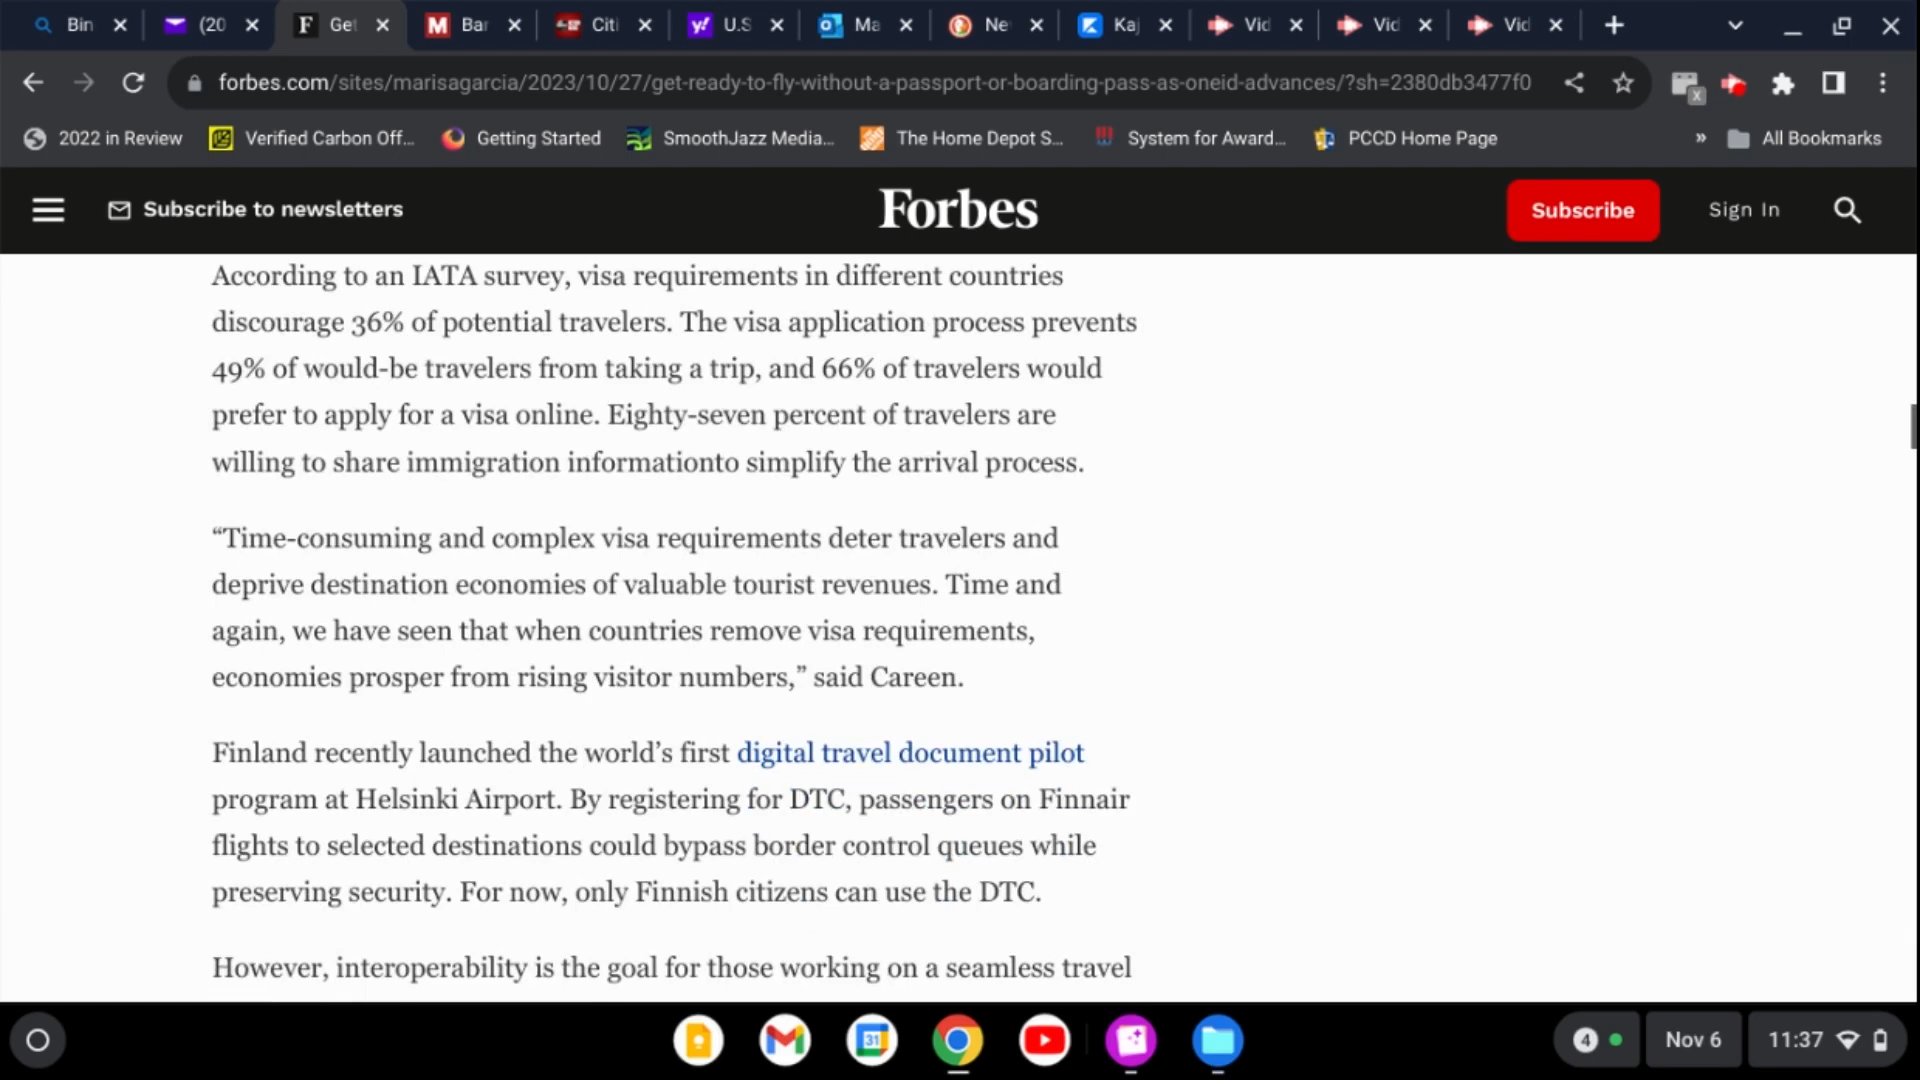 Bin
(20
Get
Bar
Citi
U.S
Ma
Ne
Kaj
Vid
Vid
Vid
forbes.com/sites/marisagarcia/2023/10/27/get-ready-to-fly-without-a-passport-or-boarding-pass-as-oneid-advances/?sh=2380db3477f0
2022 in Review
Verified Carbon Off...
Getting Started
SmoothJazz Media...
The Home Depot S...
System for Award...
PCCD Home Page
» All Bookmarks
Subscribe to newsletters
Forbes
Subscribe
Sign In
According to an IATA survey, visa requirements in different countries
discourage 36% of potential travelers. The visa application process prevents
49% of would-be travelers from taking a trip, and 66% of travelers would
prefer to apply for a visa online. Eighty-seven percent of travelers are
willing to share immigration informationto simplify the arrival process.
“Time-consuming and complex visa requirements deter travelers and
deprive destination economies of valuable tourist revenues. Time and
again, we have seen that when countries remove visa requirements,
economies prosper from rising visitor numbers,” said Careen.
Finland recently launched the world’s first digital travel document pilot
program at Helsinki Airport. By registering for DTC, passengers on Finnair
flights to selected destinations could bypass border control queues while
preserving security. For now, only Finnish citizens can use the DTC.
However, interoperability is the goal for those working on a seamless travel
31
4
Nov 6
11:37